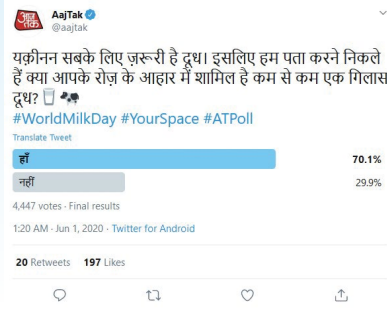 आज तक
AajTak
@aajtak
यक़ीनन सबके लिए ज़रूरी है दूध। इसलिए हम पता करने निकले
हैं क्या आपके रोज़ के आहार में शामिल है कम से कम एक गिलास
दूध? 🥛 🐄
#WorldMilkDay #YourSpace #ATPoll
Translate Tweet
हाँ 70.1%
नहीं 29.9%
4,447 votes · Final results
1:20 AM · Jun 1, 2020 · Twitter for Android
20 Retweets 197 Likes